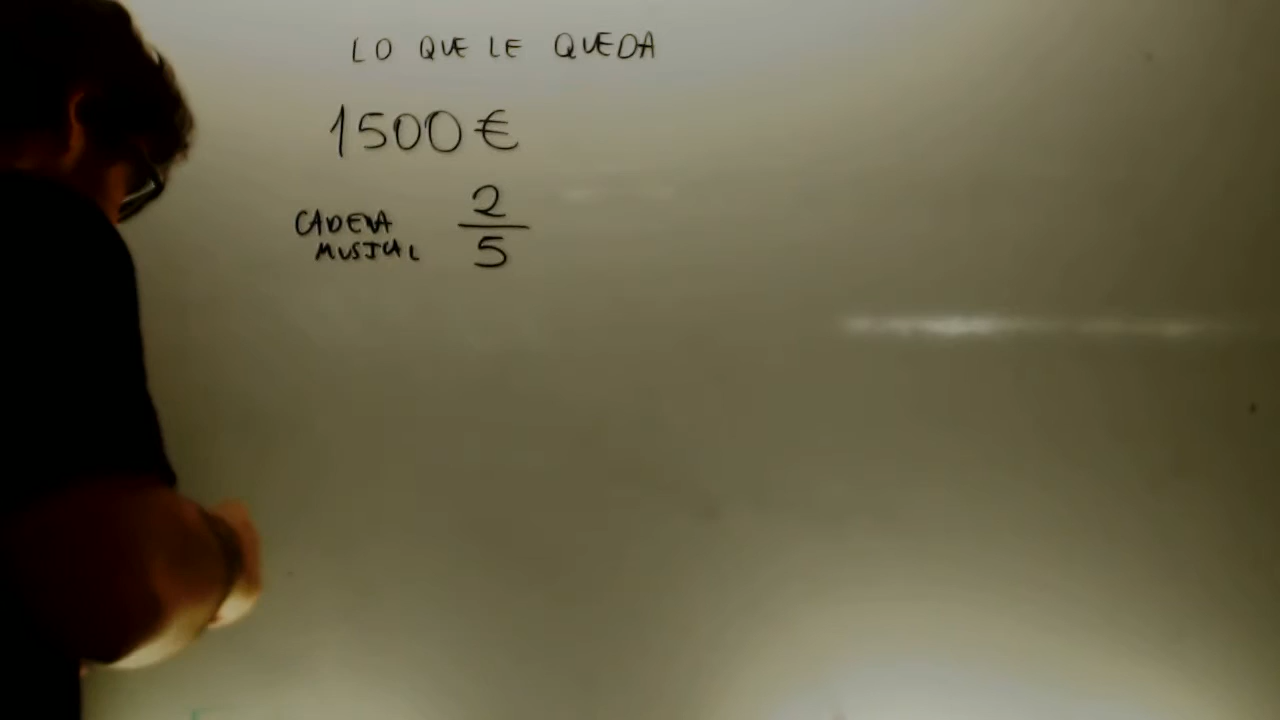 LO QUE LE QUEDA
1500€
CADENA
MUSICAL
2
5